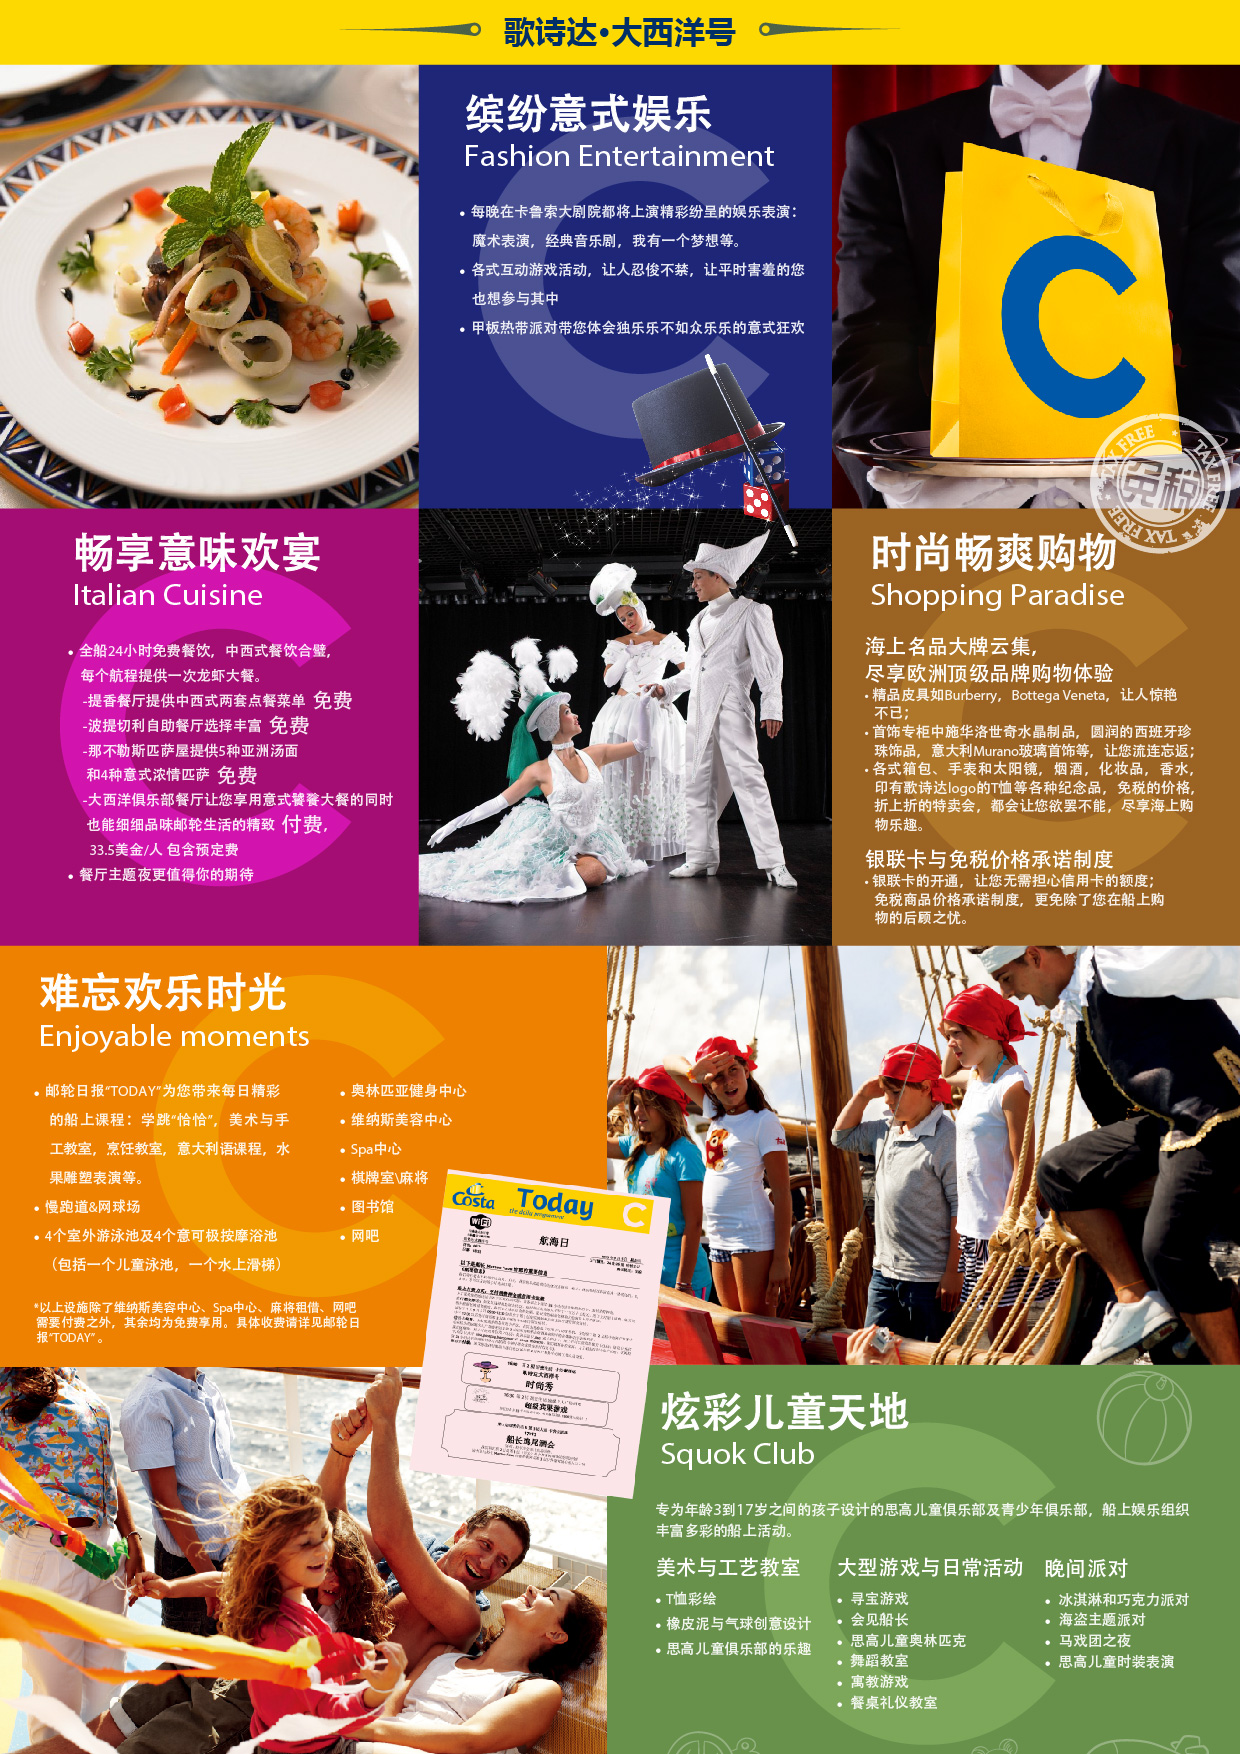 歌诗达•大西洋号
缤纷意式娱乐
Fashion Entertainment
• 每晚在卡鲁索大剧院都将上演精彩纷呈的娱乐表演：
魔术表演，经典音乐剧，我有一个梦想等。
• 各式互动游戏活动，让人忍俊不禁，让平时害羞的您
也想参与其中
• 甲板热带派对带您体会独乐乐不如众乐乐的意式狂欢
C
TAX FREE
TAX FREE
TAX FREE
免税
畅享意味欢宴
Italian Cuisine
• 全船24小时免费餐饮，中西式餐饮合璧，
每个航程提供一次龙虾大餐。
-提香餐厅提供中西式两套点餐菜单 免费
-波提切利自助餐厅选择丰富 免费
-那不勒斯匹萨屋提供5种亚洲汤面
和4种意式浓情匹萨 免费
-大西洋俱乐部餐厅让您享用意式饕餮大餐的同时
也能细细品味邮轮生活的精致 付费，
33.5美金/人 包含预定费
• 餐厅主题夜更值得你的期待
时尚畅爽购物
Shopping Paradise
海上名品大牌云集，
尽享欧洲顶级品牌购物体验
• 精品皮具如Burberry，Bottega Veneta，让人惊艳
不已；
• 首饰专柜中施华洛世奇水晶制品，圆润的西班牙珍
珠饰品，意大利Murano玻璃首饰等，让您流连忘返；
• 各式箱包、手表和太阳镜，烟酒，化妆品，香水，
印有歌诗达logo的T恤等各种纪念品，免税的价格，
折上折的特卖会，都会让您欲罢不能，尽享海上购
物乐趣。
银联卡与免税价格承诺制度
• 银联卡的开通，让您无需担心信用卡的额度；
免税商品价格承诺制度，更免除了您在船上购
物的后顾之忧。
难忘欢乐时光
Enjoyable moments
• 邮轮日报“TODAY”为您带来每日精彩
的船上课程：学跳“恰恰”，美术与手
工教室，烹饪教室，意大利语课程，水
果雕塑表演等。
• 慢跑道&网球场
• 4个室外游泳池及4个意可极按摩浴池
（包括一个儿童泳池，一个水上滑梯）
• 奥林匹亚健身中心
• 维纳斯美容中心
• Spa中心
• 棋牌室\麻将
• 图书馆
• 网吧
*以上设施除了维纳斯美容中心、Spa中心、麻将租借、网吧
需要付费之外，其余均为免费享用。具体收费请详见邮轮日
报“TODAY”。
Costa
Today
the daily programme
C
WiFi
航海日
时尚秀
超级宾果游戏
船长鸡尾酒会
炫彩儿童天地
Squok Club
专为年龄3到17岁之间的孩子设计的思高儿童俱乐部及青少年俱乐部，船上娱乐组织
丰富多彩的船上活动。
美术与工艺教室
• T恤彩绘
• 橡皮泥与气球创意设计
• 思高儿童俱乐部的乐趣
大型游戏与日常活动
• 寻宝游戏
• 会见船长
• 思高儿童奥林匹克
• 舞蹈教室
• 寓教游戏
• 餐桌礼仪教室
晚间派对
• 冰淇淋和巧克力派对
• 海盗主题派对
• 马戏团之夜
• 思高儿童时装表演